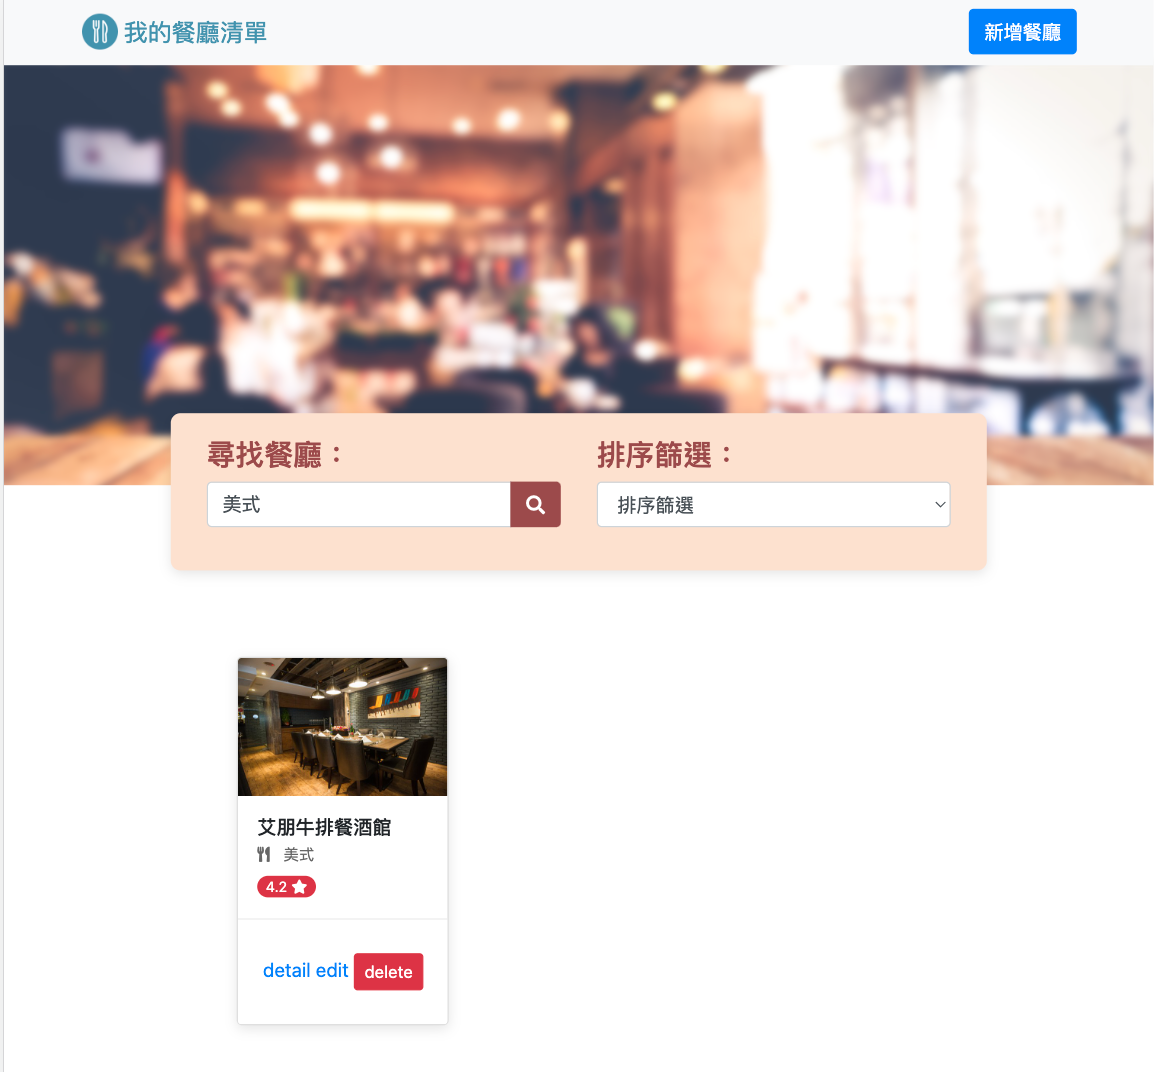 我的餐廳清單
新增餐廳
尋找餐廳：
美式
排序篩選：
排序篩選
艾朋牛排餐酒館
美式
4.2
detail edit delete